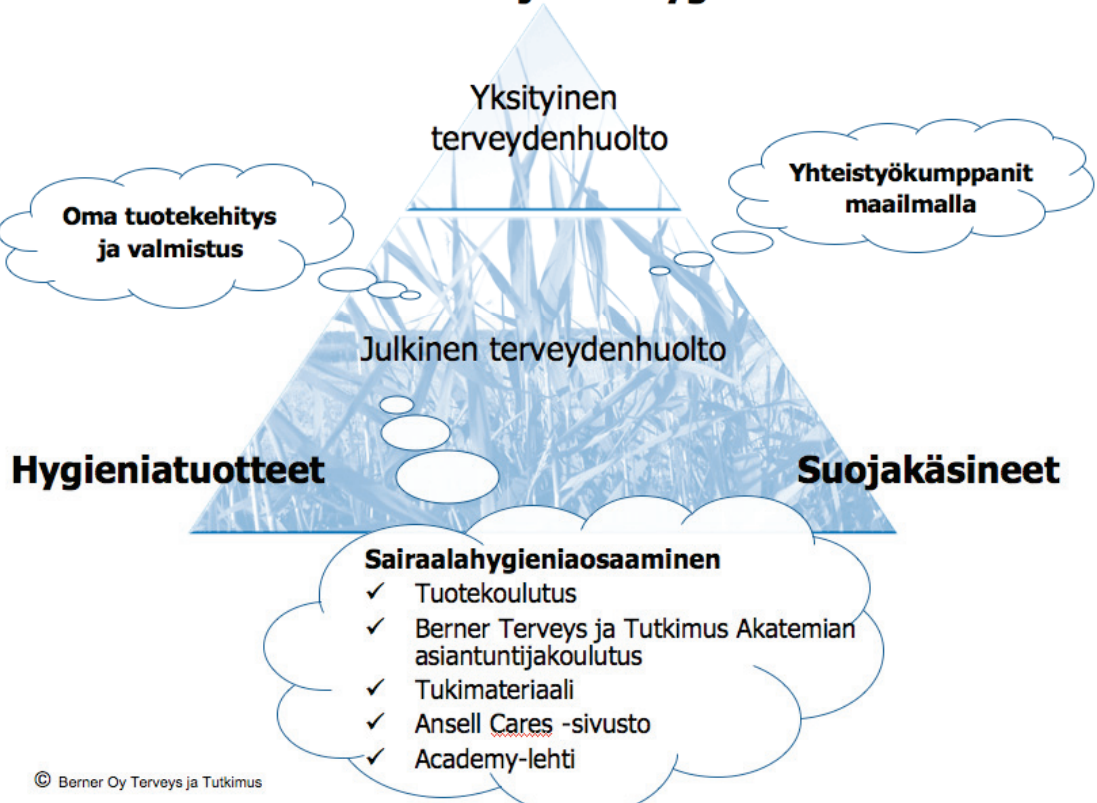 Yksityinen
terveydenhuolto
Yhteistyökumppanit
maailmalla
Oma tuotekehitys
ja valmistus
Julkinen terveydenhuolto
Hygieniatuotteet
Suojakäsineet
Sairaalahygieniaosaaminen
✓ Tuotekoulutus
✓ Berner Terveys ja Tutkimus Akatemian
asiantuntijakoulutus
✓ Tukimateriaali
✓ Ansell Cares -sivusto
✓ Academy-lehti
© Berner Oy Terveys ja Tutkimus